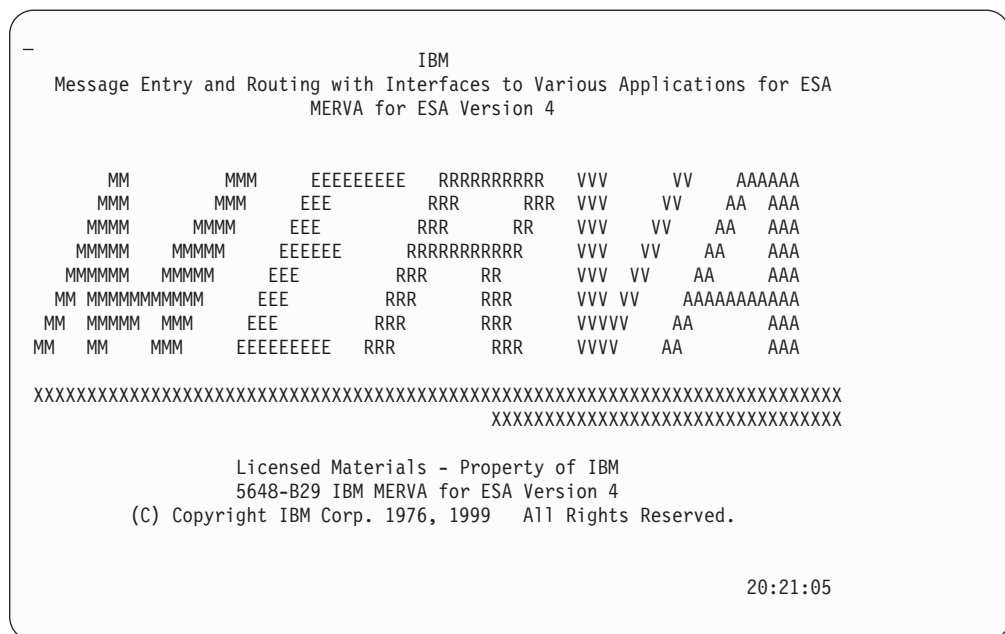 _
IBM
Message Entry and Routing with Interfaces to Various Applications for ESA
MERVA for ESA Version 4
MM MMM EEEEEEEEE RRRRRRRRRR VVV VV AAAAAA
MMM MMM EEE RRR RRR VVV VV AA AAA
MMMM MMMM EEE RRR RR VVV VV AA AAA
MMMMM MMMMM EEEEEE RRRRRRRRRRR VVV VV AA AAA
MMMMMM MMMMM EEE RRR RR VVV VV AA AAA
MM MMMMMMMMMMM EEE RRR RRR VVV VV AAAAAAAAAAA
MM MMMMM MMM EEE RRR RRR VVVVV AA AAA
MM MM MMM EEEEEEEEE RRR RRR VVVV AA AAA
XXXXXXXXXXXXXXXXXXXXXXXXXXXXXXXXXXXXXXXXXXXXXXXXXXXXXXXXXXXXXXXXXXXXXXXXXXXX
XXXXXXXXXXXXXXXXXXXXXXXXXXXXXXXXX
Licensed Materials - Property of IBM
5648-B29 IBM MERVA for ESA Version 4
(C) Copyright IBM Corp. 1976, 1999 All Rights Reserved.
20:21:05